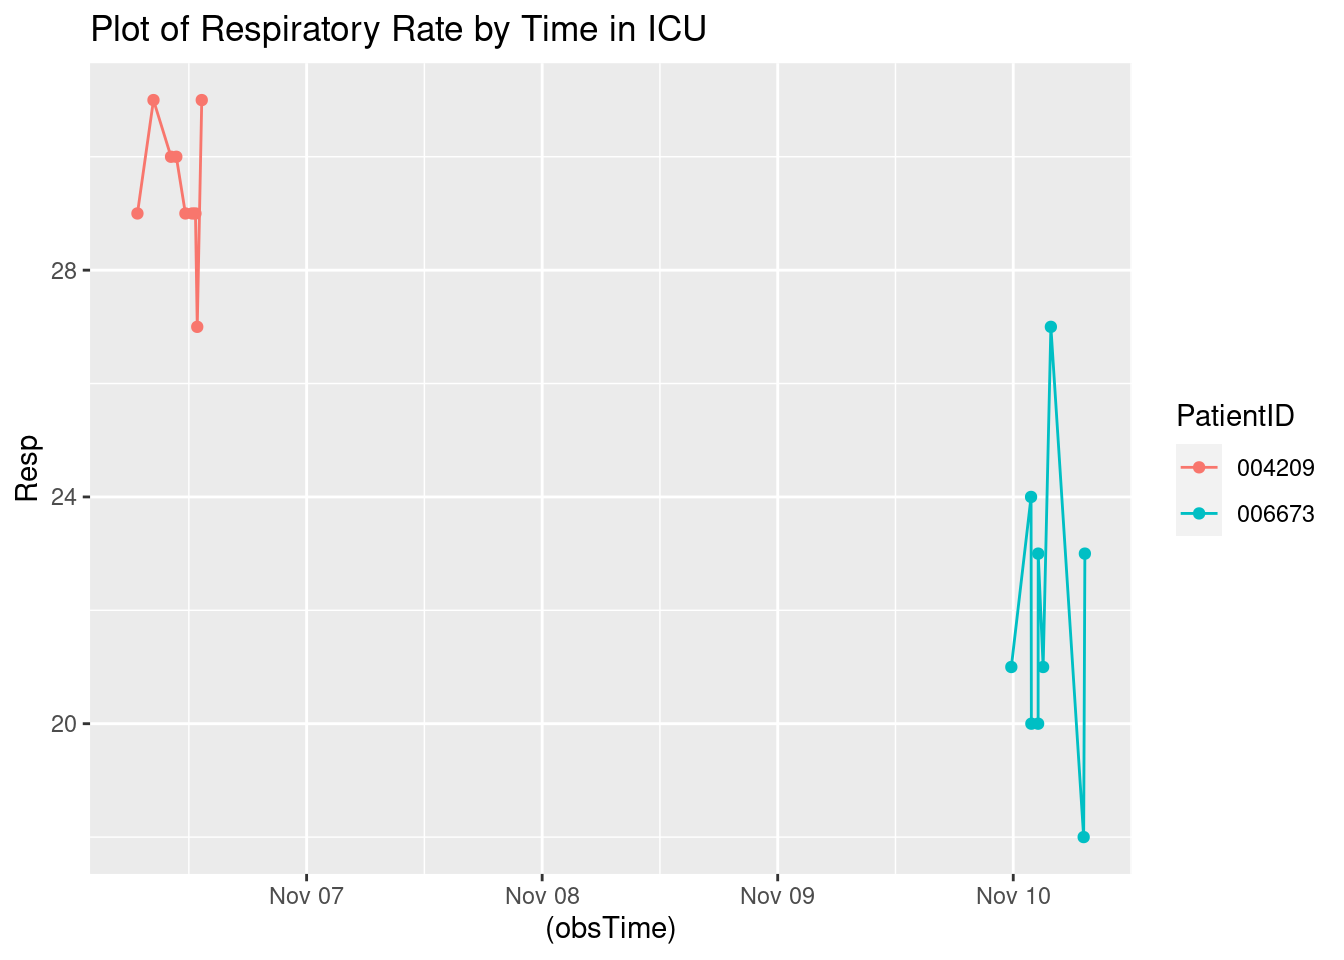 Plot of Respiratory Rate by Time in ICU
Resp
28
24
20
Nov 07 Nov 08 Nov 09 Nov 10
(obsTime)
PatientID
004209
006673